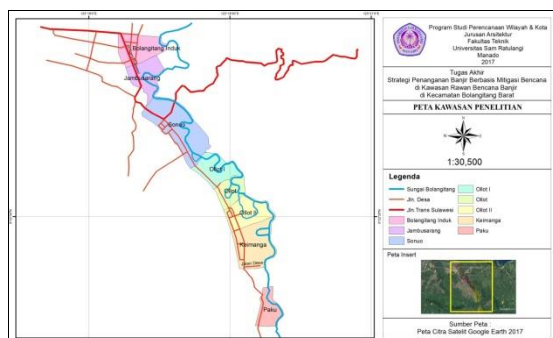 Bolangitang Induk
Jambusarang
Sonuo
Ollot I
Ollot
Ollot II
Keimanga
Jalan Desa
Paku
Program Studi Perencanaan Wilayah & Kota
Jurusan Arsitektur
Fakultas Teknik
Universitas Sam Ratulangi
Manado
2017
Tugas Akhir
Strategi Penanganan Banjir Berbasis Mitigasi Bencana
di Kawasan Rawan Bencana Banjir
di Kecamatan Bolangitang Barat
PETA KAWASAN PENELITIAN
1:30,500
Legenda
Sungai Bolangitang
Jln. Desa
Jln Trans Sulawesi
Bolangitang Induk
Jambusarang
Sonuo
Ollot I
Ollot
Ollot II
Keimanga
Paku
Peta Insert
Sumber Peta
Peta Citra Satelit Google Earth 2017